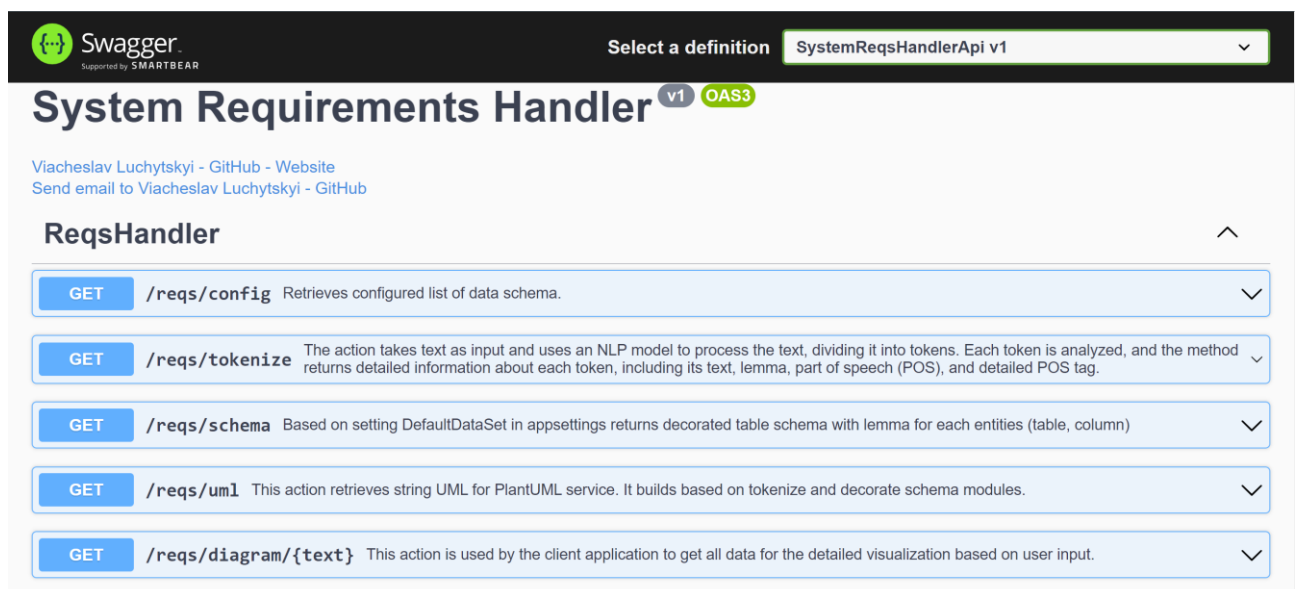 {···} Swagger™
Supported by SMARTBEAR
Select a definition SystemReqsHandlerApi v1
System Requirements Handler v1 OAS3
Viacheslav Luchytskyi - GitHub - Website
Send email to Viacheslav Luchytskyi - GitHub
ReqsHandler
GET /reqs/config Retrieves configured list of data schema.
GET /reqs/tokenize The action takes text as input and uses an NLP model to process the text, dividing it into tokens. Each token is analyzed, and the method
returns detailed information about each token, including its text, lemma, part of speech (POS), and detailed POS tag.
GET /reqs/schema Based on setting DefaultDataSet in appsettings returns decorated table schema with lemma for each entities (table, column)
GET /reqs/uml This action retrieves string UML for PlantUML service. It builds based on tokenize and decorate schema modules.
GET /reqs/diagram/{text} This action is used by the client application to get all data for the detailed visualization based on user input.